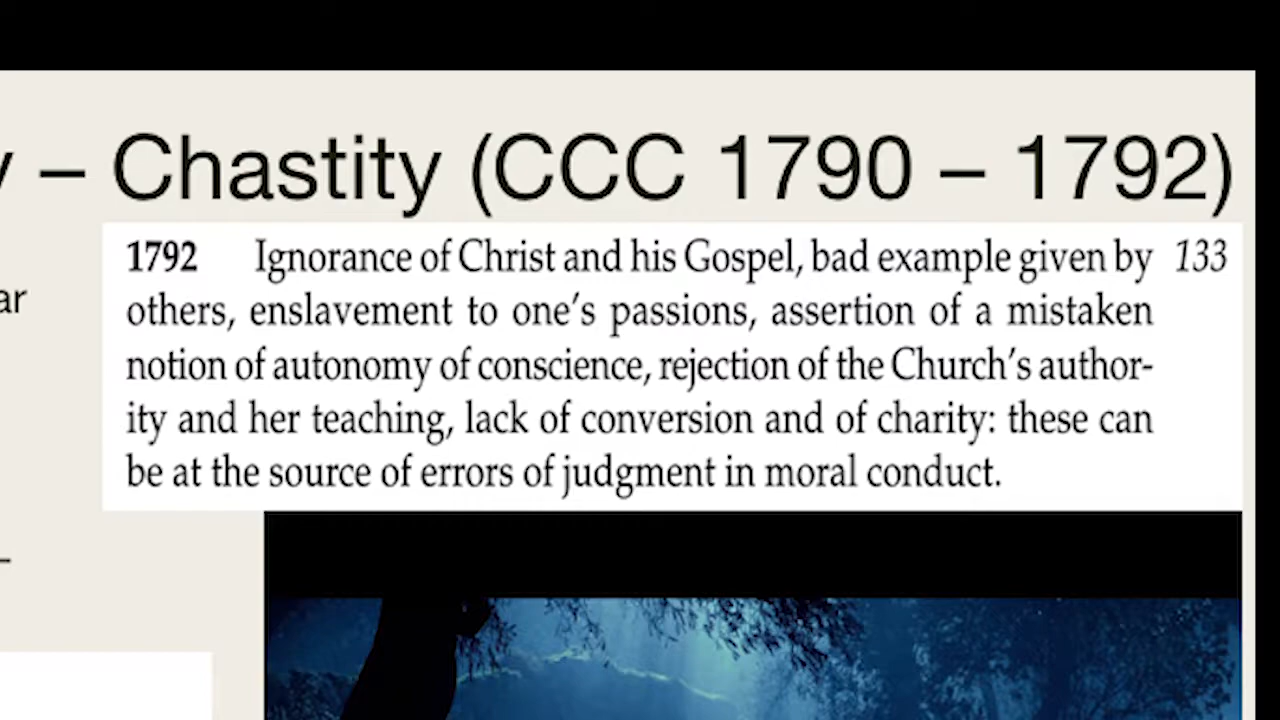 y – Chastity (CCC 1790 – 1792)
1792 Ignorance of Christ and his Gospel, bad example given by 133
others, enslavement to one’s passions, assertion of a mistaken
notion of autonomy of conscience, rejection of the Church’s author-
ity and her teaching, lack of conversion and of charity: these can
be at the source of errors of judgment in moral conduct.
ar